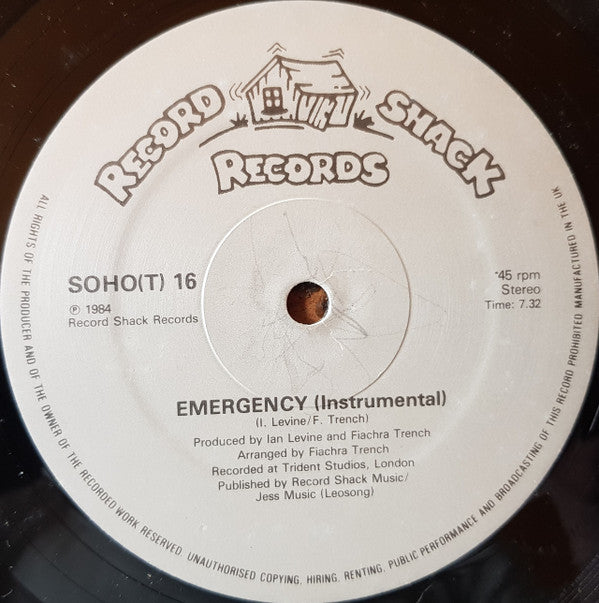 RECORD SHACK
RECORDS
SOHO(T) 16
℗ 1984
Record Shack Records
45 rpm
Stereo
Time: 7.32
EMERGENCY (Instrumental)
(I. Levine/F. Trench)
Produced by Ian Levine and Fiachra Trench
Arranged by Fiachra Trench
Recorded at Trident Studios, London
Published by Record Shack Music/
Jess Music (Leosong)
ALL RIGHTS OF THE PRODUCER AND OF THE OWNER OF THE RECORDED WORK RESERVED. UNAUTHORISED COPYING, HIRING, RENTING, PUBLIC PERFORMANCE AND BROADCASTING OF THIS RECORD PROHIBITED MANUFACTURED IN THE UK